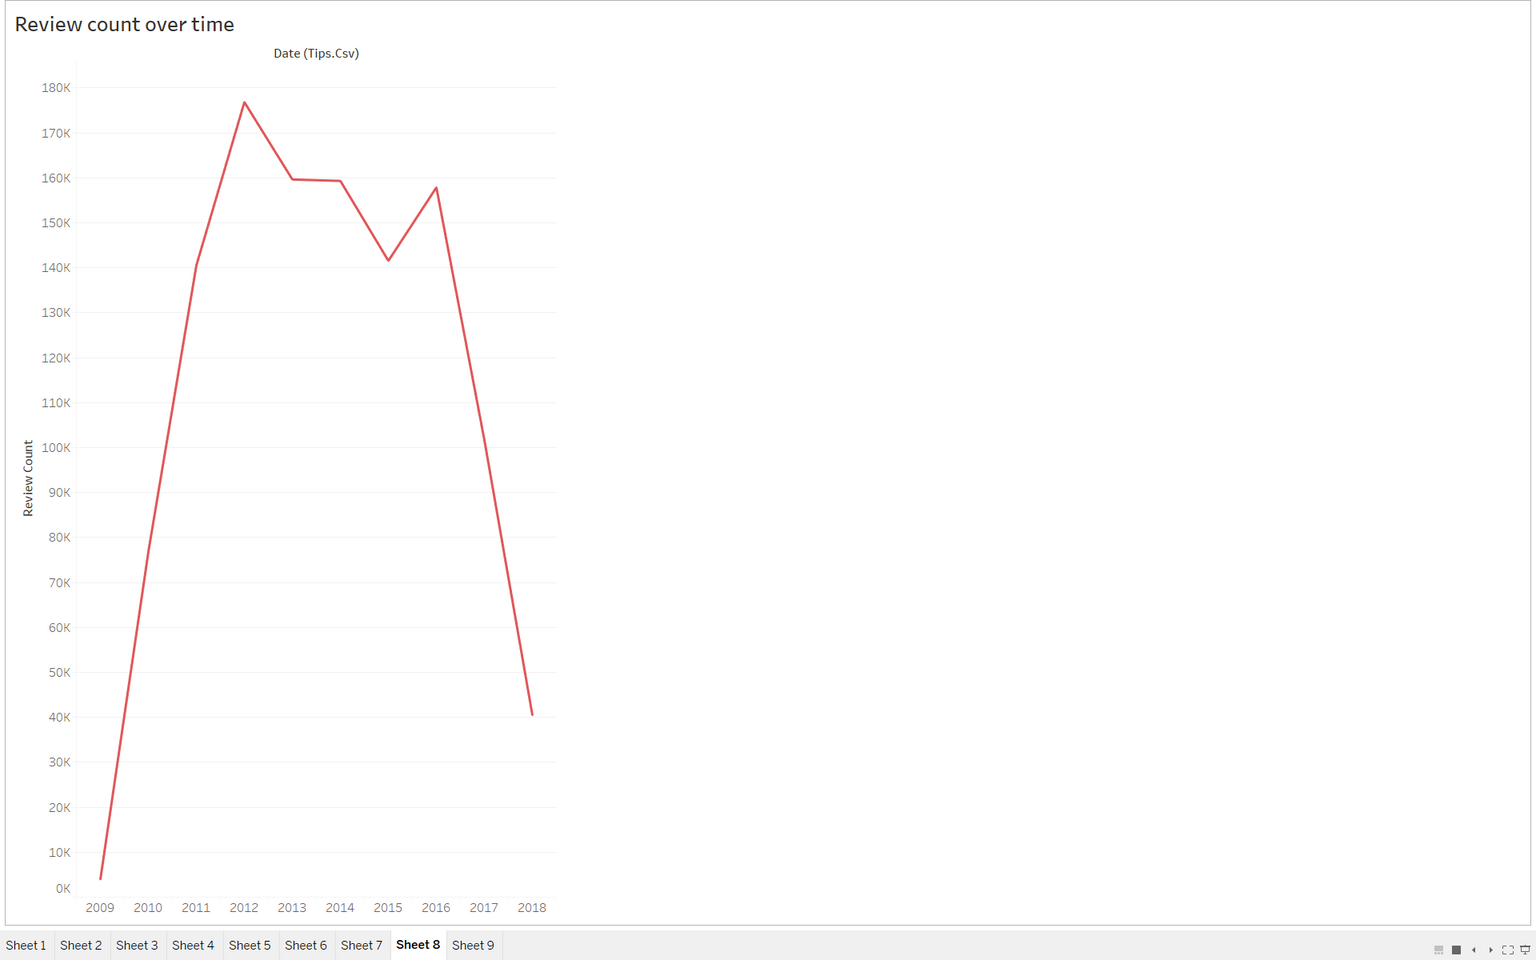 Review count over time
Date (Tips.Csv)
180K
170K
160K
150K
140K
130K
120K
110K
100K
90K
80K
70K
60K
50K
40K
30K
20K
10K
0K
Review Count
2009 2010 2011 2012 2013 2014 2015 2016 2017 2018
Sheet 1 Sheet 2 Sheet 3 Sheet 4 Sheet 5 Sheet 6 Sheet 7 Sheet 8 Sheet 9